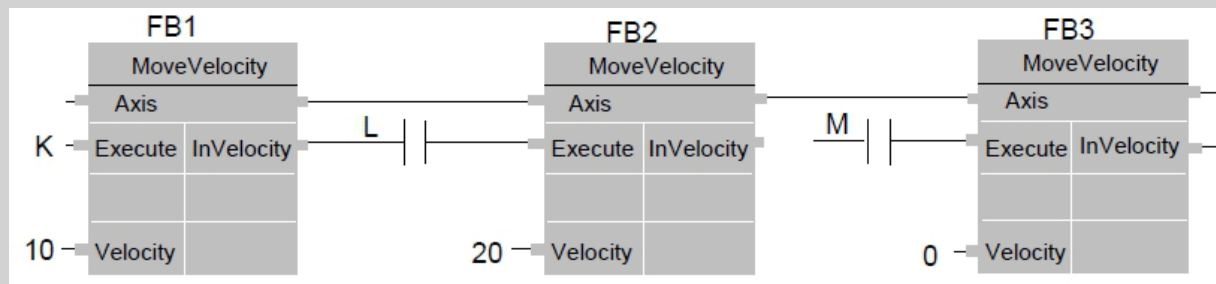 FB1
MoveVelocity
Axis
K
Execute InVelocity
10
Velocity
L
FB2
MoveVelocity
Axis
Execute InVelocity
20
Velocity
M
FB3
MoveVelocity
Axis
Execute InVelocity
0
Velocity